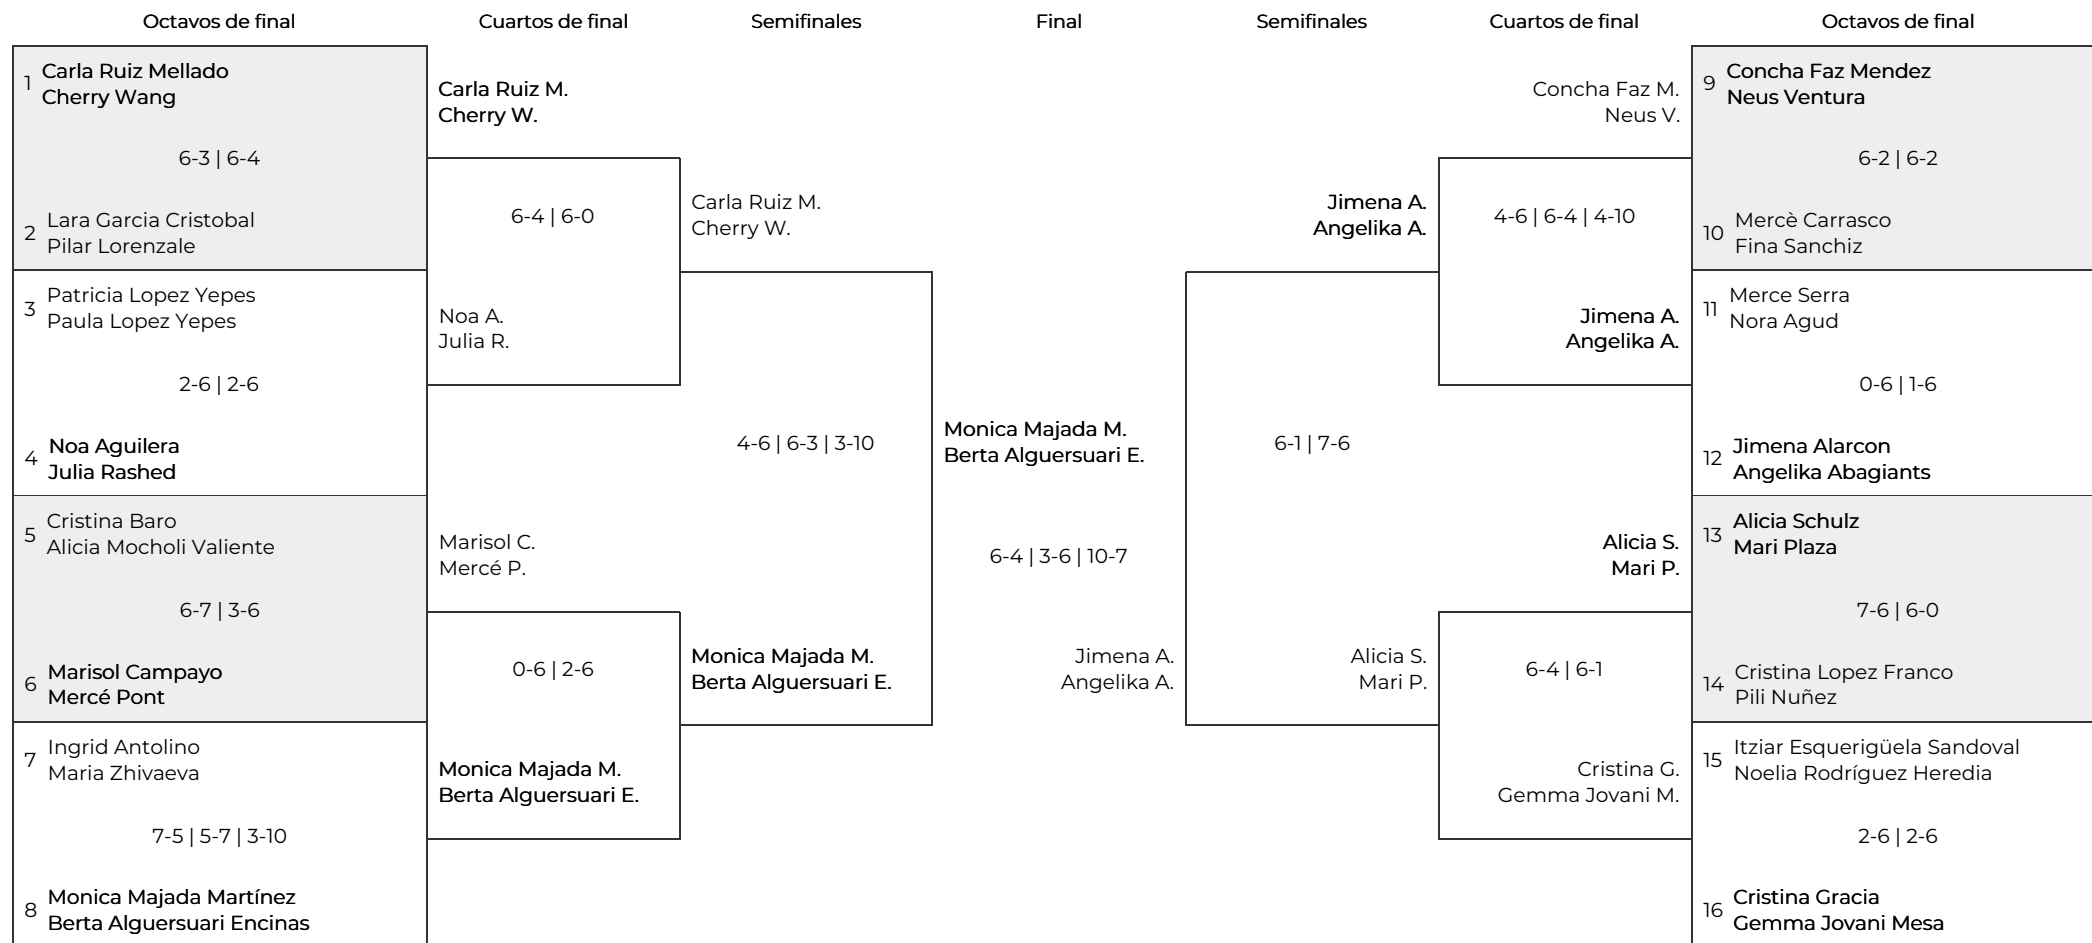 Octavos de final
Cuartos de final
Semifinales
Final
Semifinales
Cuartos de final
Octavos de final
1
Carla Ruiz Mellado
Cherry Wang
6-3 | 6-4
2
Lara Garcia Cristobal
Pilar Lorenzale
3
Patricia Lopez Yepes
Paula Lopez Yepes
2-6 | 2-6
4
Noa Aguilera
Julia Rashed
5
Cristina Baro
Alicia Mocholi Valiente
6-7 | 3-6
6
Marisol Campayo
Mercé Pont
7
Ingrid Antolino
Maria Zhivaeva
7-5 | 5-7 | 3-10
8
Monica Majada Martínez
Berta Alguersuari Encinas
Carla Ruiz M.
Cherry W.
6-4 | 6-0
Noa A.
Julia R.
Marisol C.
Mercé P.
0-6 | 2-6
Monica Majada M.
Berta Alguersuari E.
Carla Ruiz M.
Cherry W.
4-6 | 6-3 | 3-10
Monica Majada M.
Berta Alguersuari E.
Monica Majada M.
Berta Alguersuari E.
6-4 | 3-6 | 10-7
Jimena A.
Angelika A.
Jimena A.
Angelika A.
6-1 | 7-6
Alicia S.
Mari P.
Concha Faz M.
Neus V.
4-6 | 6-4 | 4-10
Jimena A.
Angelika A.
Alicia S.
Mari P.
6-4 | 6-1
Cristina G.
Gemma Jovani M.
9
Concha Faz Mendez
Neus Ventura
6-2 | 6-2
10
Mercè Carrasco
Fina Sanchiz
11
Merce Serra
Nora Agud
0-6 | 1-6
12
Jimena Alarcon
Angelika Abagiants
13
Alicia Schulz
Mari Plaza
7-6 | 6-0
14
Cristina Lopez Franco
Pili Nuñez
15
Itziar Esquerigüela Sandoval
Noelia Rodríguez Heredia
2-6 | 2-6
16
Cristina Gracia
Gemma Jovani Mesa